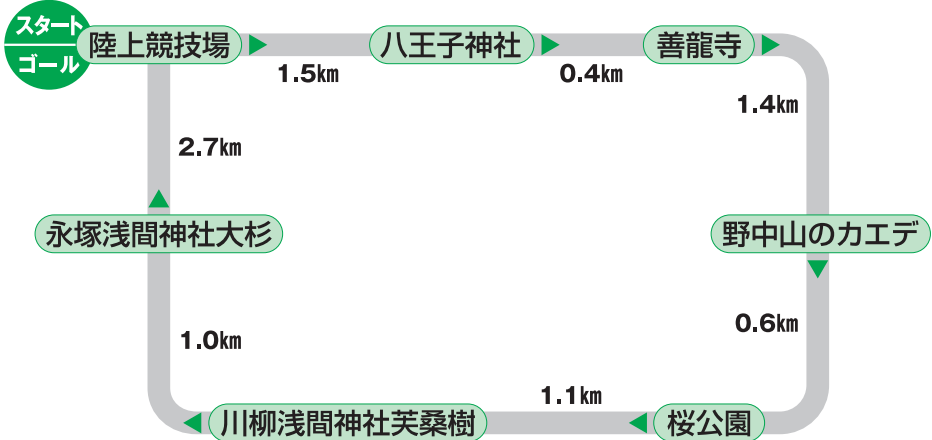 スタート
ゴール
陸上競技場
1.5km
八王子神社
0.4km
善龍寺
1.4km
野中山のカエデ
0.6km
桜公園
1.1km
川柳浅間神社芙桑樹
1.0km
永塚浅間神社大杉
2.7km